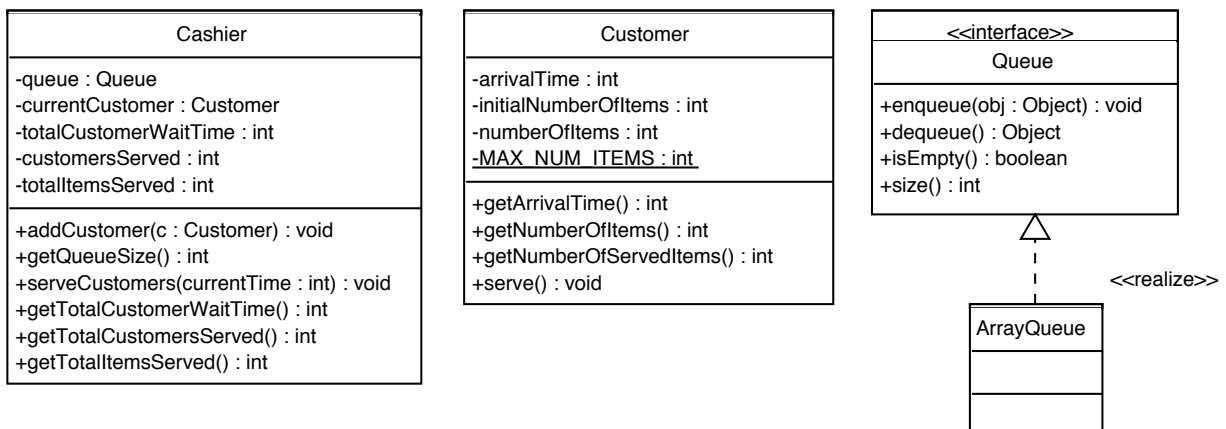 Cashier
-queue : Queue
-currentCustomer : Customer
-totalCustomerWaitTime : int
-customersServed : int
-totalItemsServed : int
+addCustomer(c : Customer) : void
+getQueueSize() : int
+serveCustomers(currentTime : int) : void
+getTotalCustomerWaitTime() : int
+getTotalCustomersServed() : int
+getTotalItemsServed() : int
Customer
-arrivalTime : int
-initialNumberOfItems : int
-numberOfItems : int
-MAX_NUM_ITEMS : int
+getArrivalTime() : int
+getNumberOfItems() : int
+getNumberOfServedItems() : int
+serve() : void
<<interface>>
Queue
+enqueue(obj : Object) : void
+dequeue() : Object
+isEmpty() : boolean
+size() : int
<<realize>>
ArrayQueue